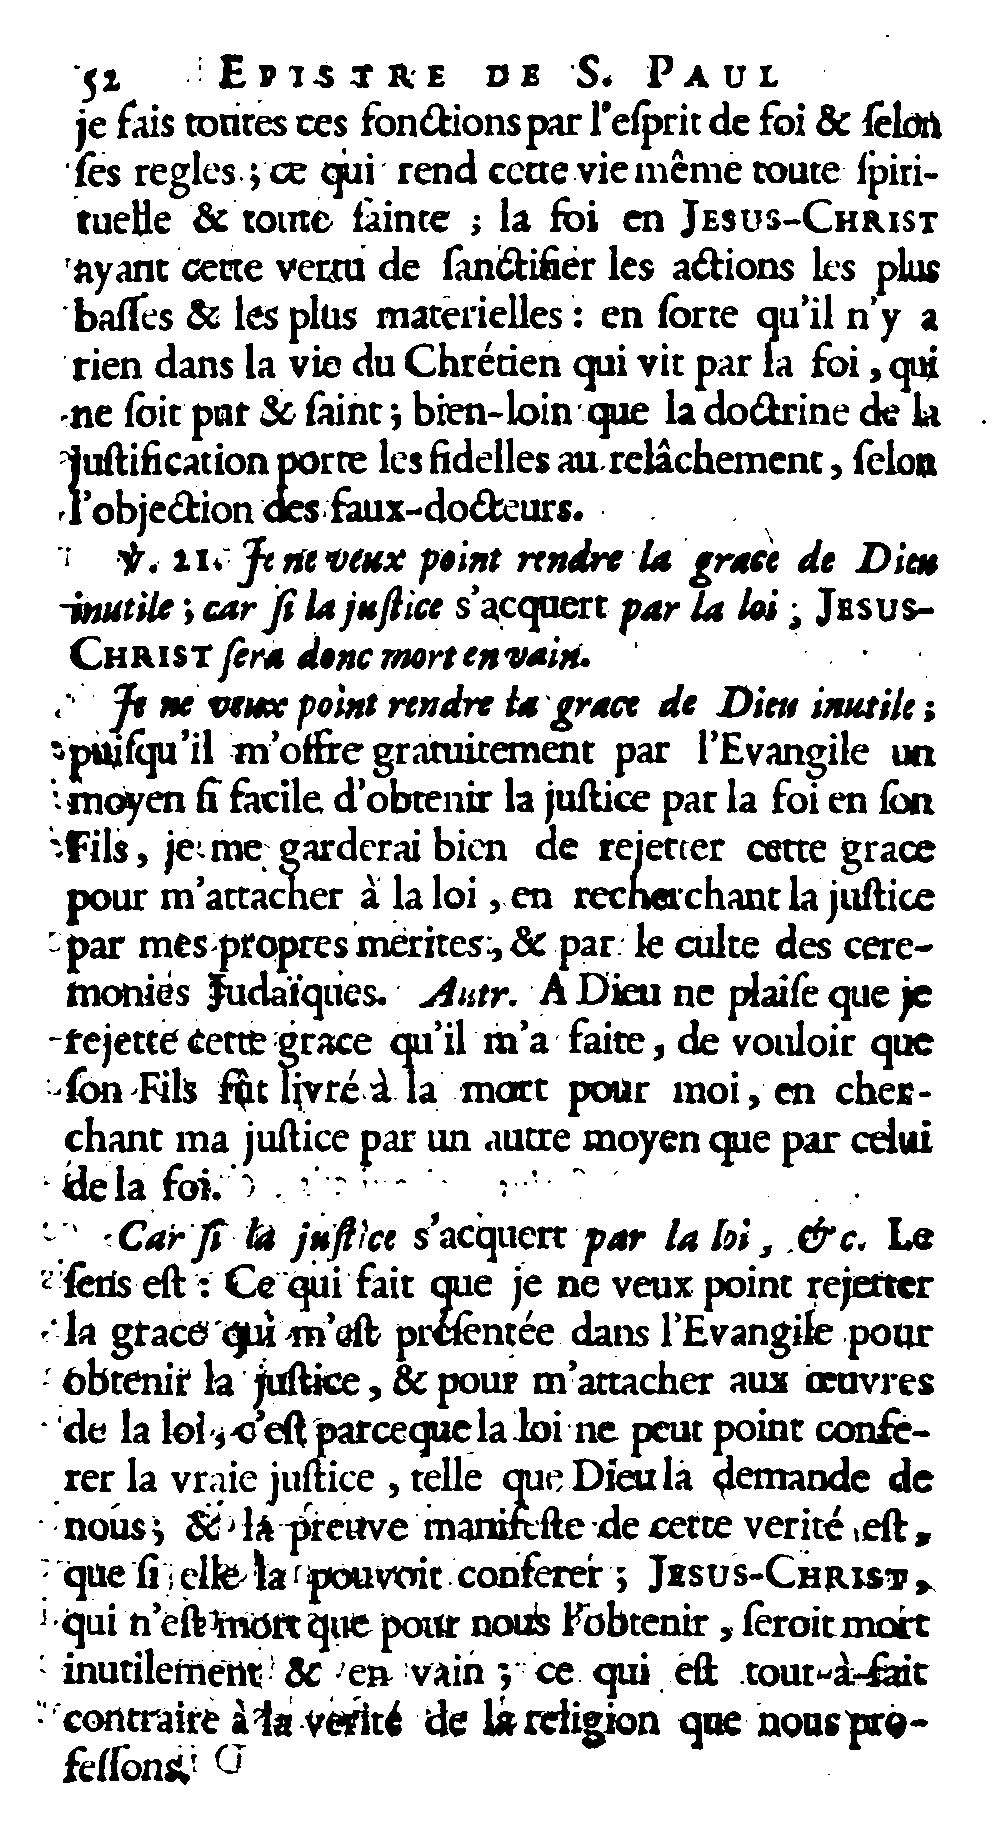 52 EPISTRE DE S. PAUL
je fais toutes ces fonctions par l'eſprit de foi & ſelon
ſes regles ; ce qui rend cette vie même toute ſpiri-
tuelle & toute ſainte ; la foi en JESUS-CHRIST
ayant cette vertu de ſanctifier les actions les plus
baſſes & les plus materielles : en ſorte qu'il n'y a
rien dans la vie du Chrétien qui vit par la foi , qui
ne ſoit pur & ſaint ; bien-loin que la doctrine de la
juſtification porte les fidelles au relâchement , ſelon
l'objection des faux-docteurs.
℣. 21. Je ne veux point rendre la grace de Dieu
inutile ; car ſi la juſtice s'acquert par la loi ; JESUS-
CHRIST ſera donc mort en vain.
Je ne veux point rendre la grace de Dieu inutile ;
puiſqu'il m'offre gratuitement par l'Evangile un
moyen ſi facile d'obtenir la juſtice par la foi en ſon
Fils , je me garderai bien de rejetter cette grace
pour m'attacher à la loi , en recherchant la juſtice
par mes propres merites , & par le culte des cere-
monies Judaïques. Autr. A Dieu ne plaiſe que je
rejette cette grace qu'il m'a faite , de vouloir que
ſon Fils fût livré à la mort pour moi , en cher-
chant ma juſtice par un autre moyen que par celui
de la foi.
Car ſi la juſtice s'acquert par la loi , &c. Le
ſens eſt : Ce qui fait que je ne veux point rejetter
la grace qui m'eſt préſentée dans l'Evangile pour
obtenir la juſtice , & pour m'attacher aux œuvres
de la loi , c'eſt parceque la loi ne peut point confe-
rer la vraie juſtice , telle que Dieu la demande de
nous ; & la preuve manifeſte de cette verité eſt ,
que ſi elle la pouvoit conferer ; JESUS-CHRIST ,
qui n'eſt mort que pour nous l'obtenir , ſeroit mort
inutilement & en vain ; ce qui eſt tout-à-fait
contraire à la verité de la religion que nous pro-
feſſons.